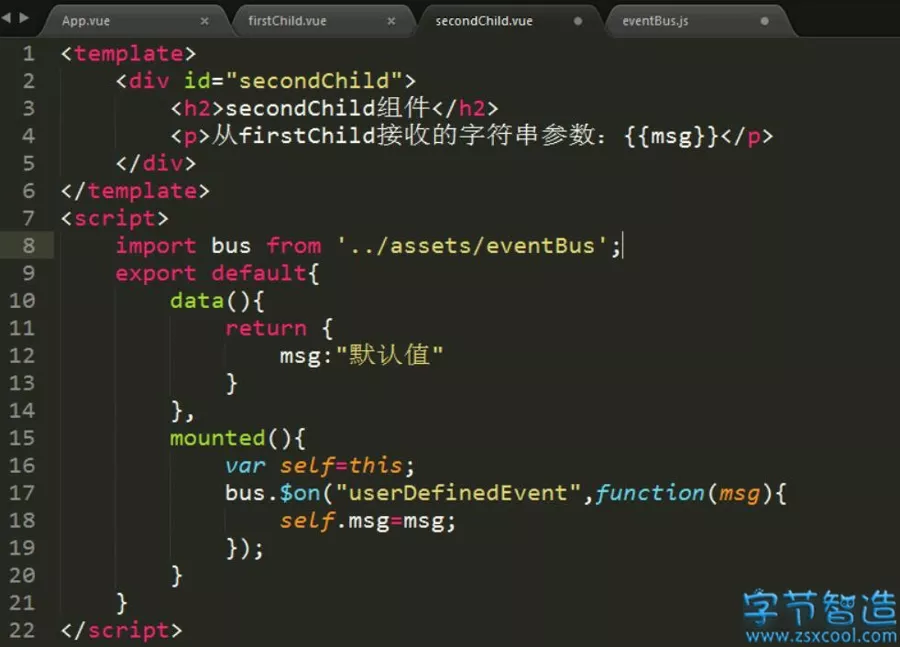 App.vue × firstChild.vue × secondChild.vue eventBus.js
1 <template>
2 <div id="secondChild">
3 <h2>secondChild组件</h2>
4 <p>从firstChild接收的字符串参数：{{msg}}</p>
5 </div>
6 </template>
7 <script>
8 import bus from '../assets/eventBus';
9 export default{
10 data(){
11 return {
12 msg:"默认值"
13 }
14 },
15 mounted(){
16 var self=this;
17 bus.$on("userDefinedEvent",function(msg){
18 self.msg=msg;
19 });
20 }
21 }
22 </script>
字节智造
www.zsxcool.com